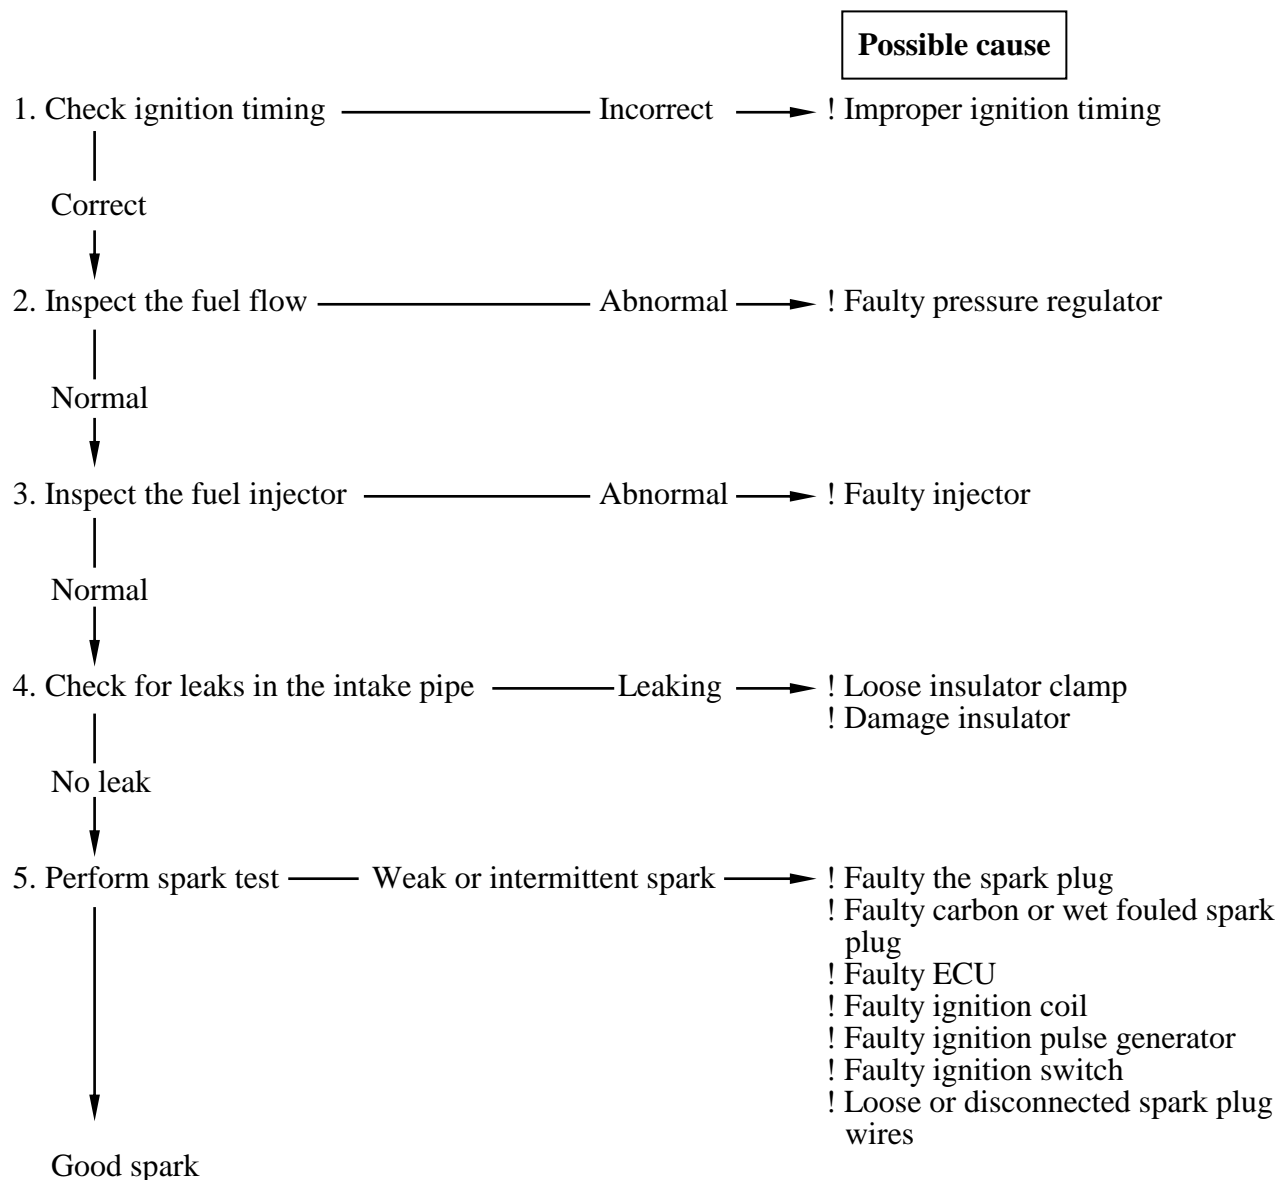 Possible cause
1. Check ignition timing Incorrect ! Improper ignition timing
Correct
2. Inspect the fuel flow Abnormal ! Faulty pressure regulator
Normal
3. Inspect the fuel injector Abnormal ! Faulty injector
Normal
4. Check for leaks in the intake pipe Leaking ! Loose insulator clamp
! Damage insulator
No leak
5. Perform spark test Weak or intermittent spark ! Faulty the spark plug
! Faulty carbon or wet fouled spark
plug
! Faulty ECU
! Faulty ignition coil
! Faulty ignition pulse generator
! Faulty ignition switch
! Loose or disconnected spark plug
wires
Good spark